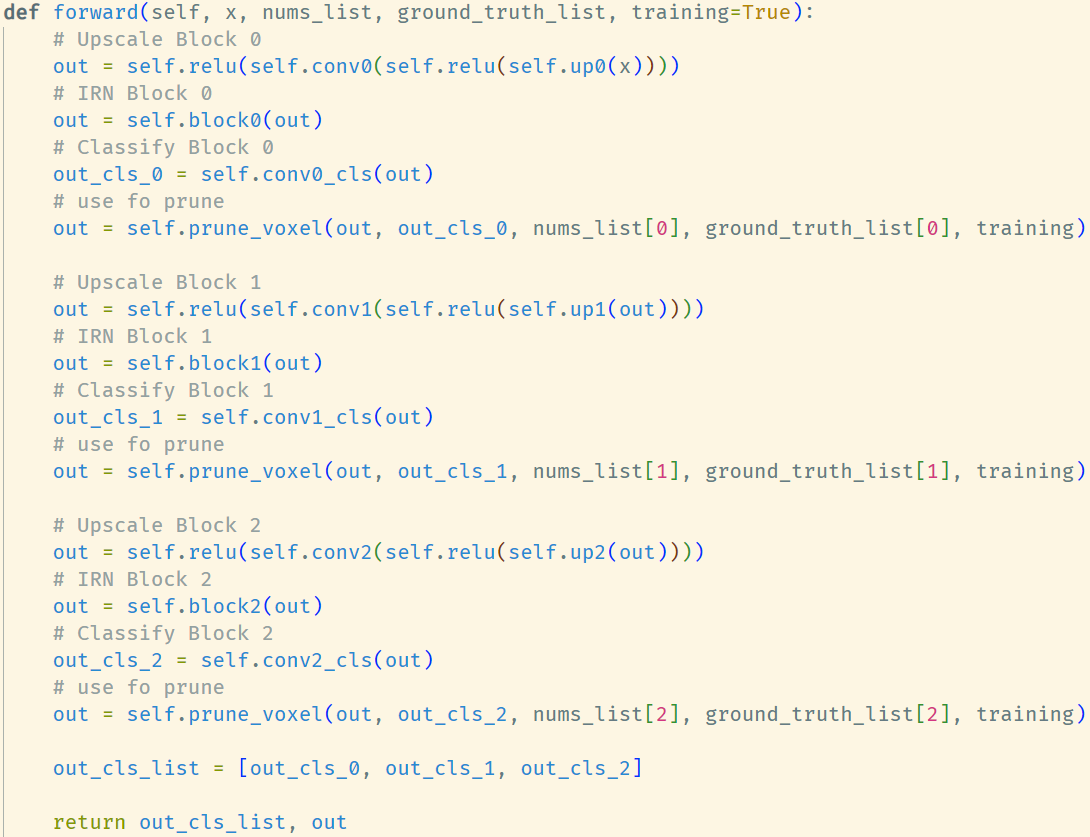 def forward(self, x, nums_list, ground_truth_list, training=True):
    # Upscale Block 0
    out = self.relu(self.conv0(self.relu(self.up0(x))))
    # IRN Block 0
    out = self.block0(out)
    # Classify Block 0
    out_cls_0 = self.conv0_cls(out)
    # use fo prune
    out = self.prune_voxel(out, out_cls_0, nums_list[0], ground_truth_list[0], training)

    # Upscale Block 1
    out = self.relu(self.conv1(self.relu(self.up1(out))))
    # IRN Block 1
    out = self.block1(out)
    # Classify Block 1
    out_cls_1 = self.conv1_cls(out)
    # use fo prune
    out = self.prune_voxel(out, out_cls_1, nums_list[1], ground_truth_list[1], training)

    # Upscale Block 2
    out = self.relu(self.conv2(self.relu(self.up2(out))))
    # IRN Block 2
    out = self.block2(out)
    # Classify Block 2
    out_cls_2 = self.conv2_cls(out)
    # use fo prune
    out = self.prune_voxel(out, out_cls_2, nums_list[2], ground_truth_list[2], training)

    out_cls_list = [out_cls_0, out_cls_1, out_cls_2]

    return out_cls_list, out